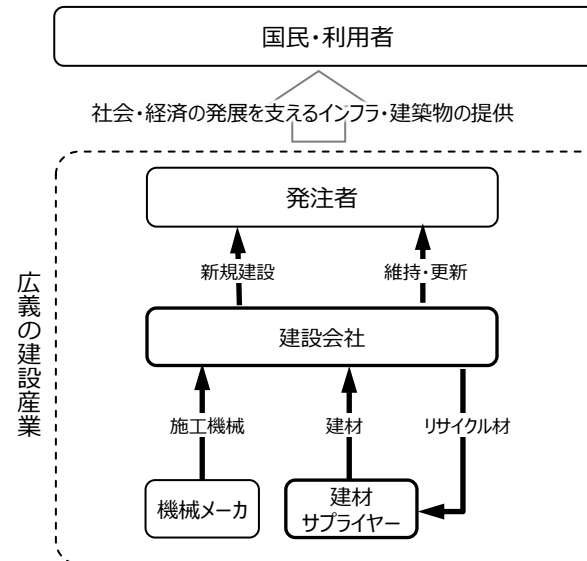 国民・利用者
社会・経済の発展を支えるインフラ・建築物の提供
広義の建設産業
発注者
新規建設
維持・更新
建設会社
施工機械
建材
リサイクル材
機械メーカ
建材
サプライヤー